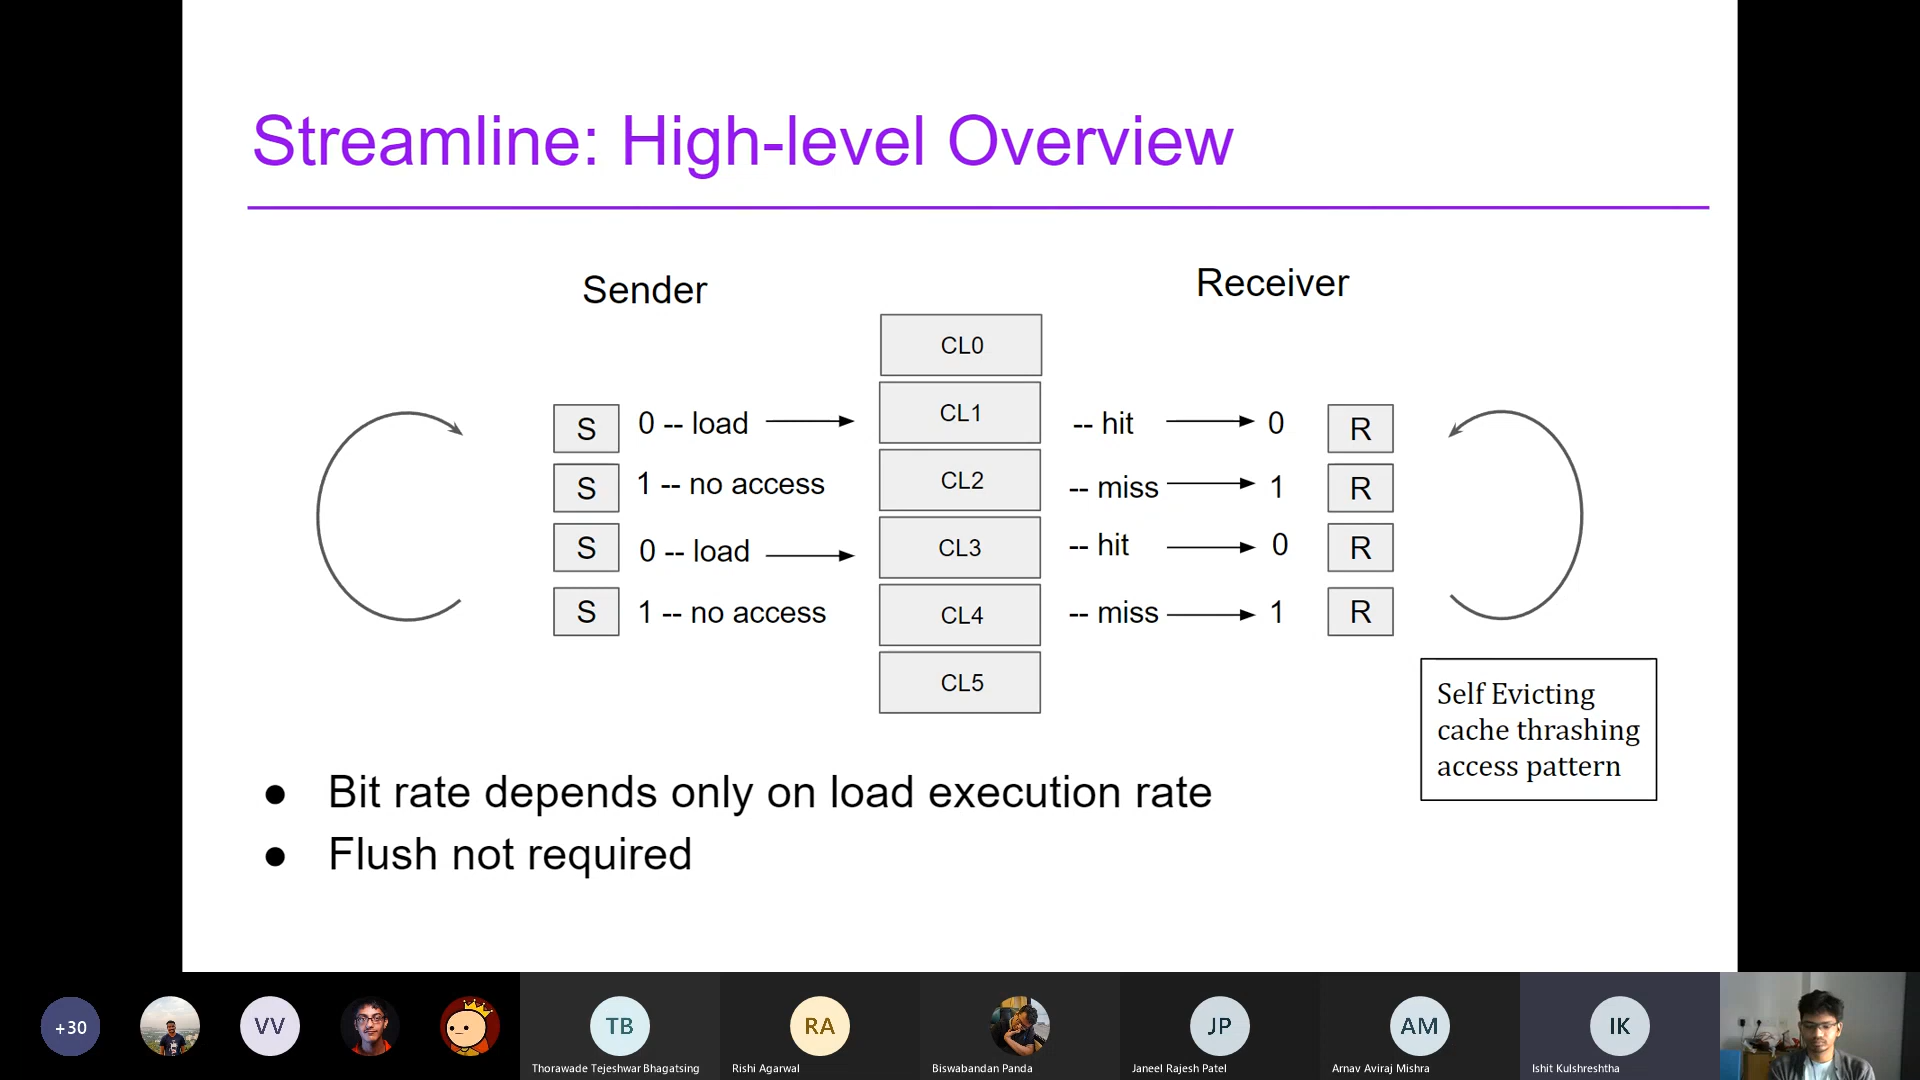 Streamline: High-level Overview
Sender
Receiver
CL0
S 0 -- load CL1 -- hit 0 R
S 1 -- no access CL2 -- miss 1 R
S 0 -- load CL3 -- hit 0 R
S 1 -- no access CL4 -- miss 1 R
CL5
Self Evicting
cache thrashing
access pattern
● Bit rate depends only on load execution rate
● Flush not required
+30
VV
TB
RA
JP
AM
IK
Thorawade Tejeshwar Bhagatsing
Rishi Agarwal
Biswabandan Panda
Janeel Rajesh Patel
Arnav Aviraj Mishra
Ishit Kulshreshtha